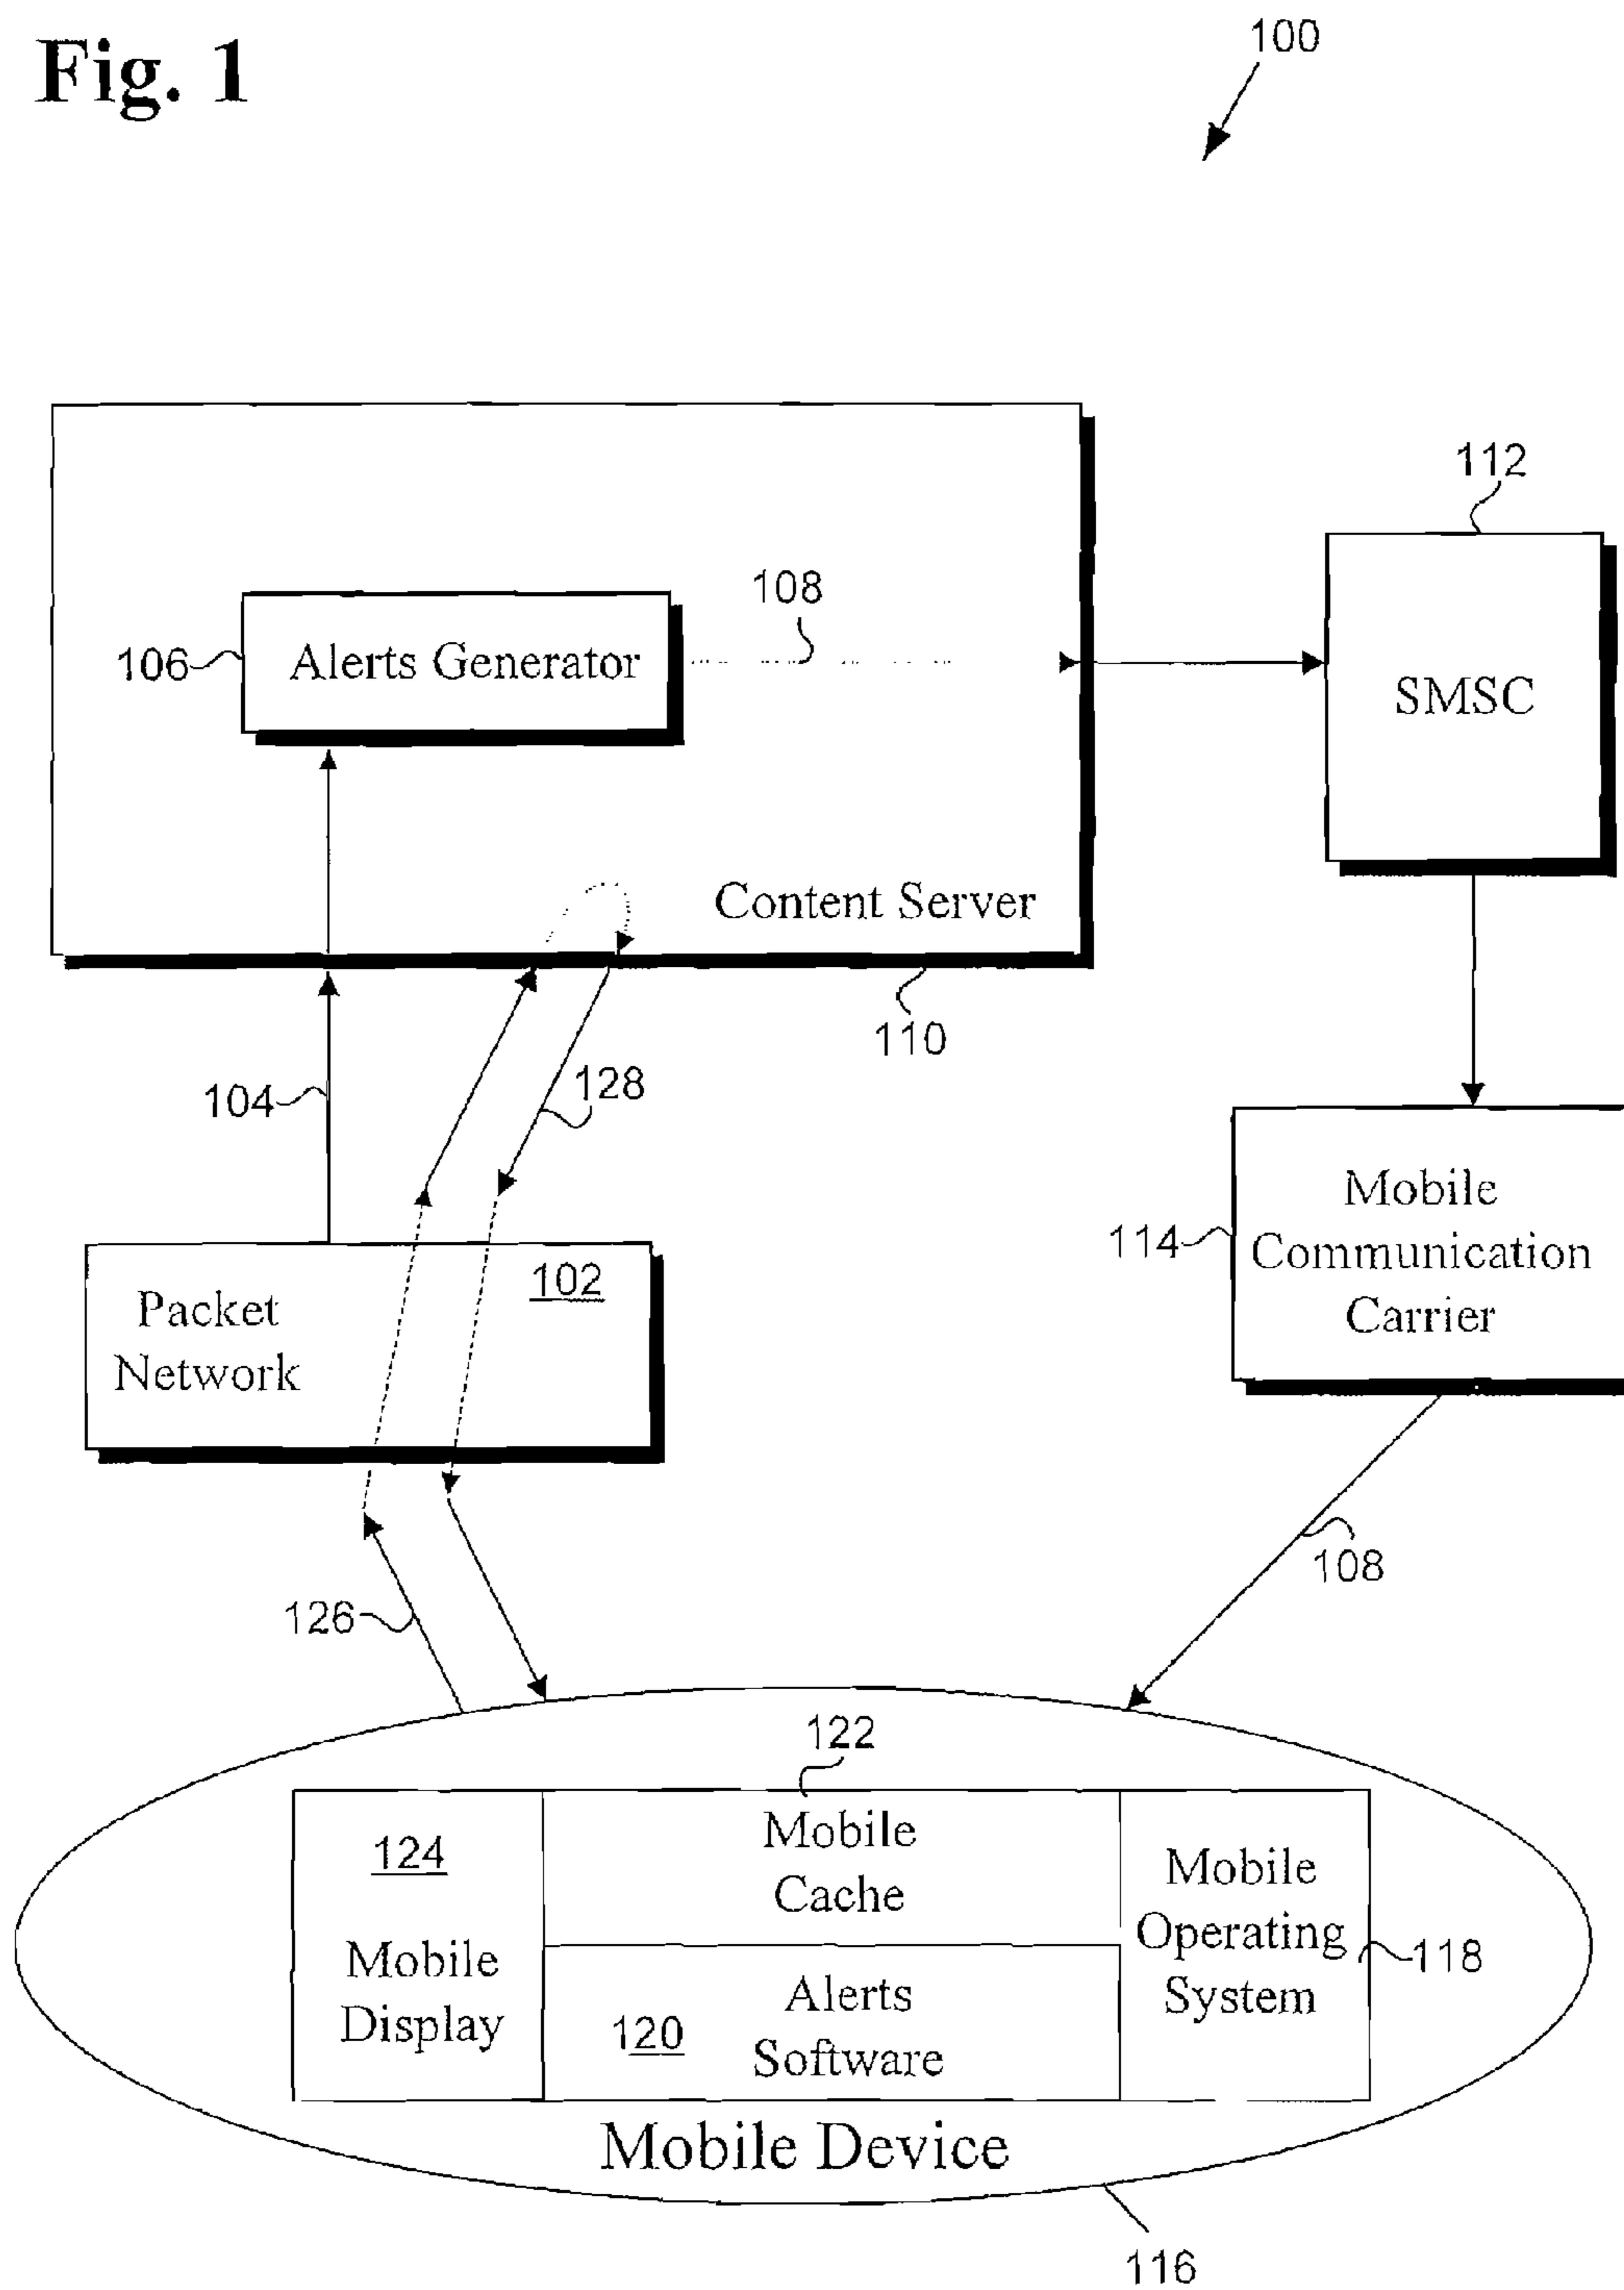 Fig. 1
100
112
108
106
Alerts Generator
SMSC
Content Server
110
104
128
Mobile
Communication
Carrier
114
102
Packet
Network
108
126
122
124
Mobile
Cache
Mobile
Operating
System
118
Mobile
Display
Alerts
Software
120
Mobile Device
116